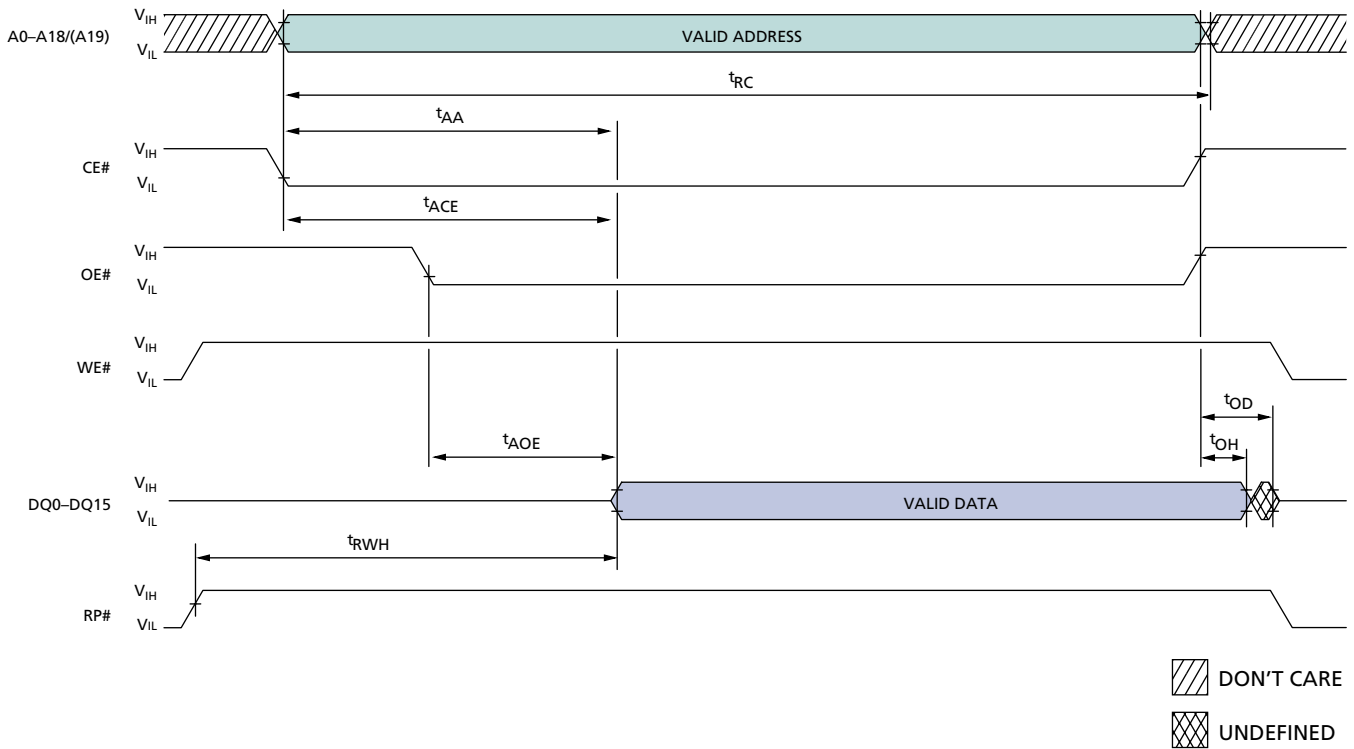 VIH
A0–A18/(A19)
VALID ADDRESS
VIL
tRC
tAA
VIH
CE#
VIL
tACE
VIH
OE#
VIL
VIH
WE#
VIL
tOD
tAOE
tOH
VIH
DQ0–DQ15
VALID DATA
VIL
tRWH
VIH
RP#
VIL
DON'T CARE
UNDEFINED